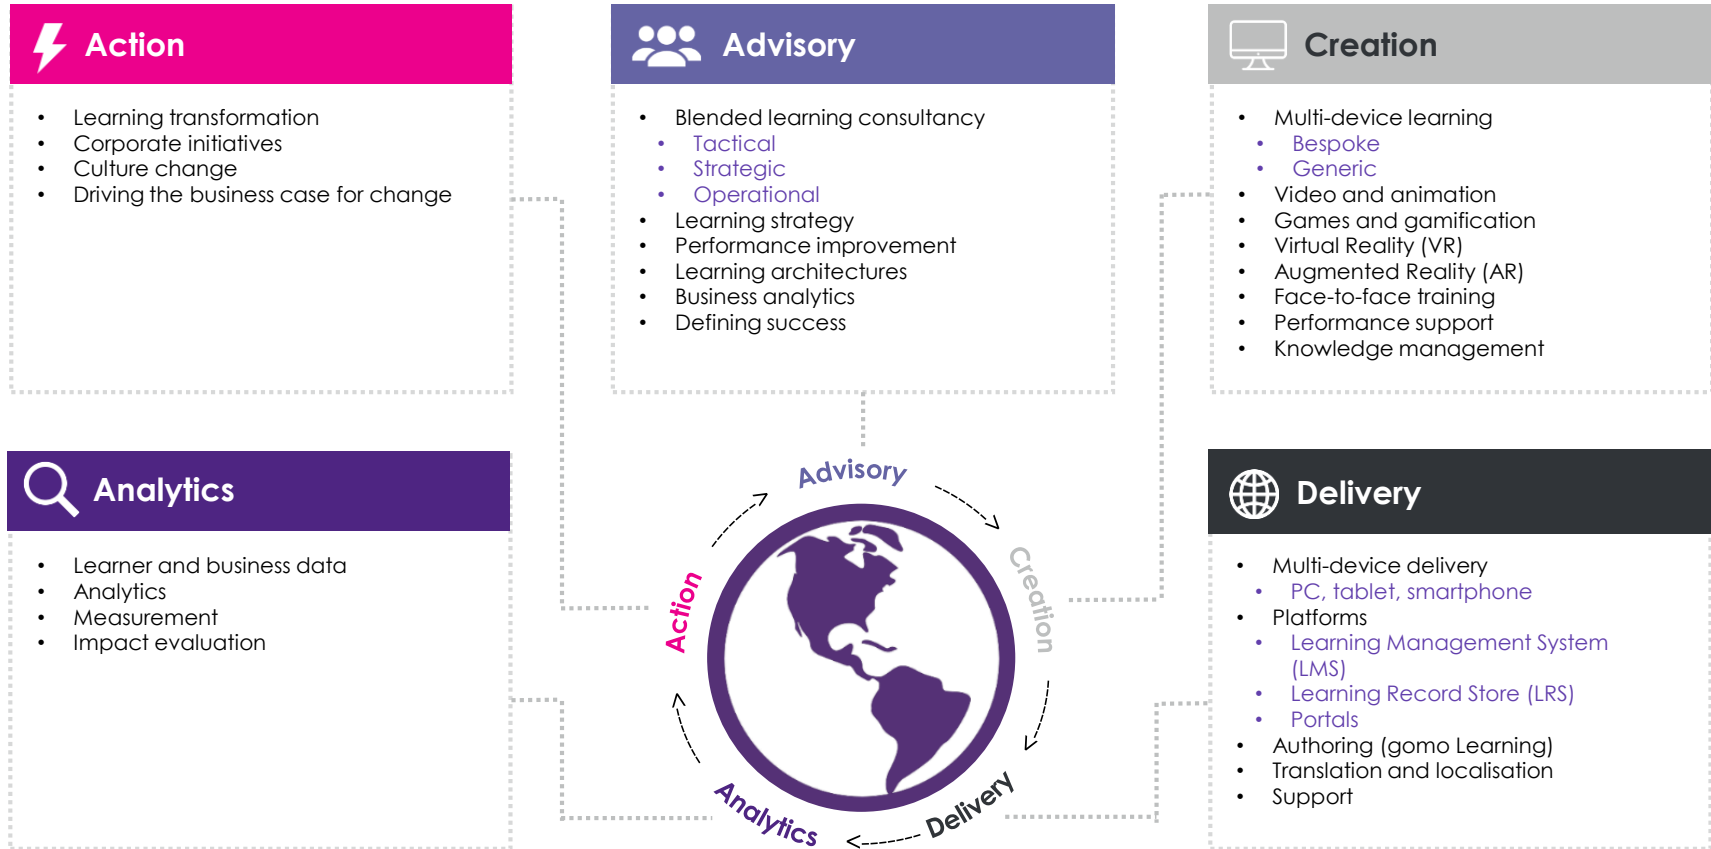 Action
• Learning transformation
• Corporate initiatives
• Culture change
• Driving the business case for change
Advisory
• Blended learning consultancy
• Tactical
• Strategic
• Operational
• Learning strategy
• Performance improvement
• Learning architectures
• Business analytics
• Defining success
Creation
• Multi-device learning
• Bespoke
• Generic
• Video and animation
• Games and gamification
• Virtual Reality (VR)
• Augmented Reality (AR)
• Face-to-face training
• Performance support
• Knowledge management
Analytics
• Learner and business data
• Analytics
• Measurement
• Impact evaluation
Advisory
Creation
Delivery
Analytics
Action
Delivery
• Multi-device delivery
• PC, tablet, smartphone
• Platforms
• Learning Management System
(LMS)
• Learning Record Store (LRS)
• Portals
• Authoring (gomo Learning)
• Translation and localisation
• Support